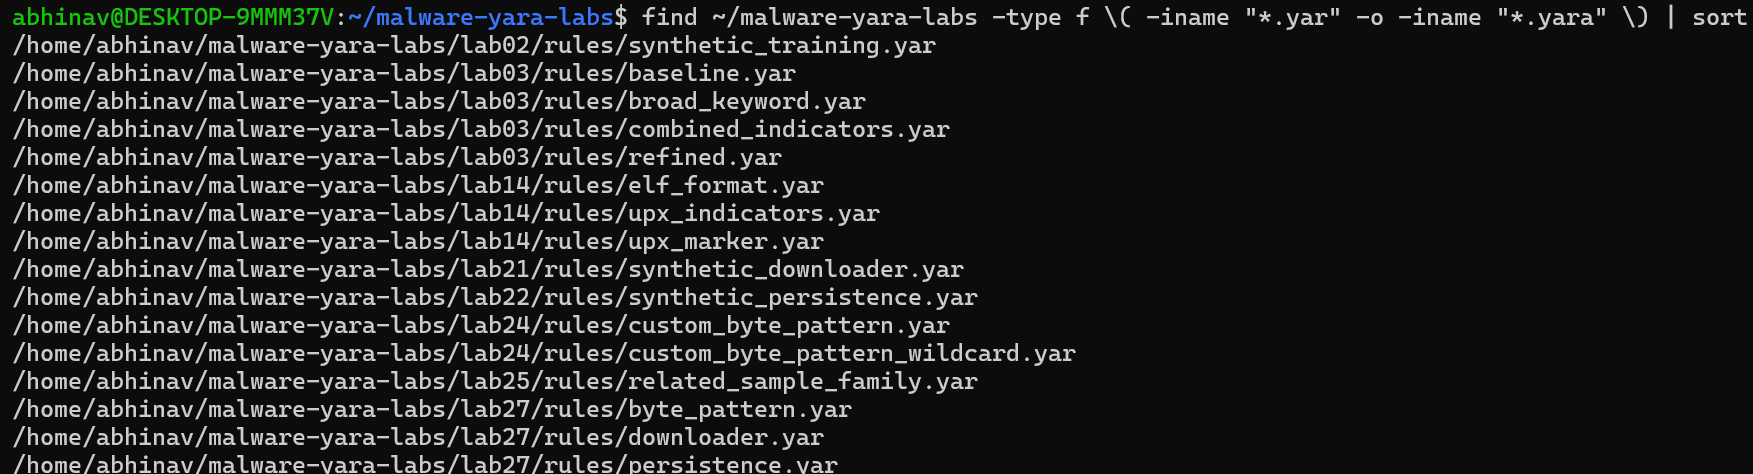 abhinav@DESKTOP-9MMM37V:~/malware-yara-labs$ find ~/malware-yara-labs -type f \( -iname "*.yar" -o -iname "*.yara" \) | sort
/home/abhinav/malware-yara-labs/lab02/rules/synthetic_training.yar
/home/abhinav/malware-yara-labs/lab03/rules/baseline.yar
/home/abhinav/malware-yara-labs/lab03/rules/broad_keyword.yar
/home/abhinav/malware-yara-labs/lab03/rules/combined_indicators.yar
/home/abhinav/malware-yara-labs/lab03/rules/refined.yar
/home/abhinav/malware-yara-labs/lab14/rules/elf_format.yar
/home/abhinav/malware-yara-labs/lab14/rules/upx_indicators.yar
/home/abhinav/malware-yara-labs/lab14/rules/upx_marker.yar
/home/abhinav/malware-yara-labs/lab21/rules/synthetic_downloader.yar
/home/abhinav/malware-yara-labs/lab22/rules/synthetic_persistence.yar
/home/abhinav/malware-yara-labs/lab24/rules/custom_byte_pattern.yar
/home/abhinav/malware-yara-labs/lab24/rules/custom_byte_pattern_wildcard.yar
/home/abhinav/malware-yara-labs/lab25/rules/related_sample_family.yar
/home/abhinav/malware-yara-labs/lab27/rules/byte_pattern.yar
/home/abhinav/malware-yara-labs/lab27/rules/downloader.yar
/home/abhinav/malware-yara-labs/lab27/rules/persistence.yar